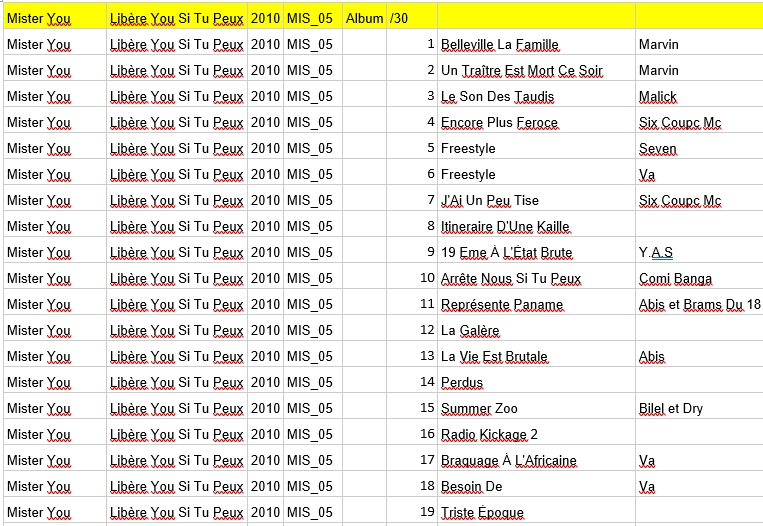 Mister You Libère You Si Tu Peux 2010 MIS_05 Album /30
Mister You Libère You Si Tu Peux 2010 MIS_05 1 Belleville La Famille Marvin
Mister You Libère You Si Tu Peux 2010 MIS_05 2 Un Traître Est Mort Ce Soir Marvin
Mister You Libère You Si Tu Peux 2010 MIS_05 3 Le Son Des Taudis Malick
Mister You Libère You Si Tu Peux 2010 MIS_05 4 Encore Plus Feroce Six Coupc Mc
Mister You Libère You Si Tu Peux 2010 MIS_05 5 Freestyle Seven
Mister You Libère You Si Tu Peux 2010 MIS_05 6 Freestyle Va
Mister You Libère You Si Tu Peux 2010 MIS_05 7 J'Ai Un Peu Tise Six Coupc Mc
Mister You Libère You Si Tu Peux 2010 MIS_05 8 Itineraire D'Une Kaille
Mister You Libère You Si Tu Peux 2010 MIS_05 9 19 Eme À L'État Brute Y.A.S
Mister You Libère You Si Tu Peux 2010 MIS_05 10 Arrête Nous Si Tu Peux Comi Banga
Mister You Libère You Si Tu Peux 2010 MIS_05 11 Représente Paname Abis et Brams Du 18
Mister You Libère You Si Tu Peux 2010 MIS_05 12 La Galère
Mister You Libère You Si Tu Peux 2010 MIS_05 13 La Vie Est Brutale Abis
Mister You Libère You Si Tu Peux 2010 MIS_05 14 Perdus
Mister You Libère You Si Tu Peux 2010 MIS_05 15 Summer Zoo Bilel et Dry
Mister You Libère You Si Tu Peux 2010 MIS_05 16 Radio Kickage 2
Mister You Libère You Si Tu Peux 2010 MIS_05 17 Braquage À L'Africaine Va
Mister You Libère You Si Tu Peux 2010 MIS_05 18 Besoin De Va
Mister You Libère You Si Tu Peux 2010 MIS_05 19 Triste Époque